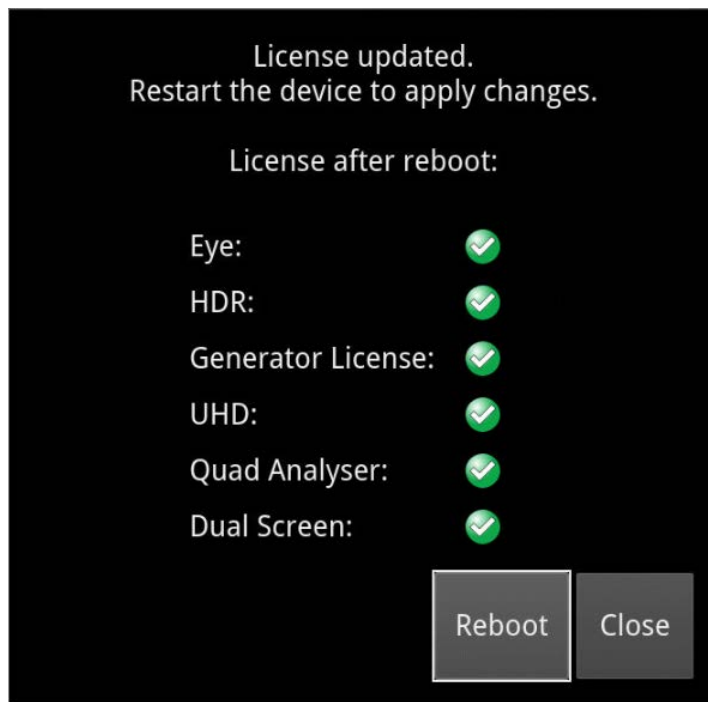 License updated.
Restart the device to apply changes.
License after reboot:
Eye:
HDR:
Generator License:
UHD:
Quad Analyser:
Dual Screen:
Reboot
Close